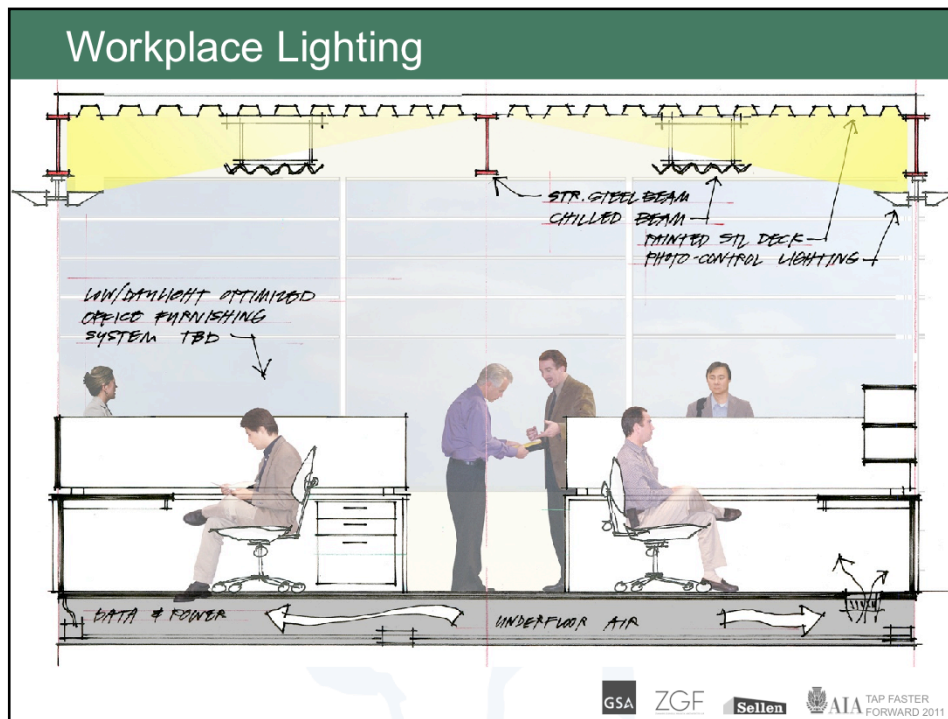 Workplace Lighting
STR. STEEL BEAM
CHILLED BEAM
PAINTED STL DECK
PHOTO-CONTROL LIGHTING
LOW/DAYLIGHT OPTIMIZED
OFFICE FURNISHING
SYSTEM TBD
DATA & POWER
UNDERFLOOR AIR
GSA
ZGF
Sellen
AIA
TAP FASTER
FORWARD 2011